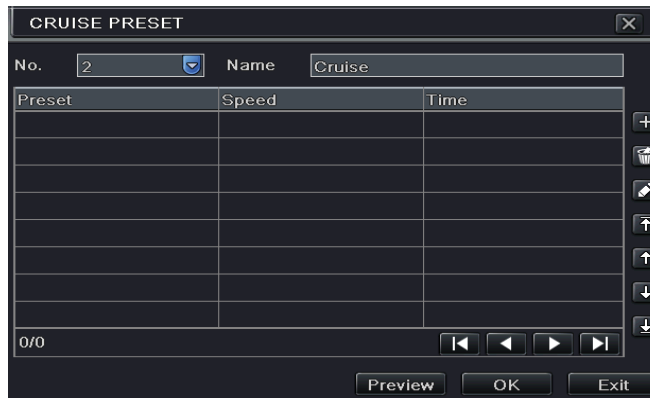 CRUISE PRESET
No. 2 Name Cruise
Preset Speed Time
0/0
Preview OK Exit